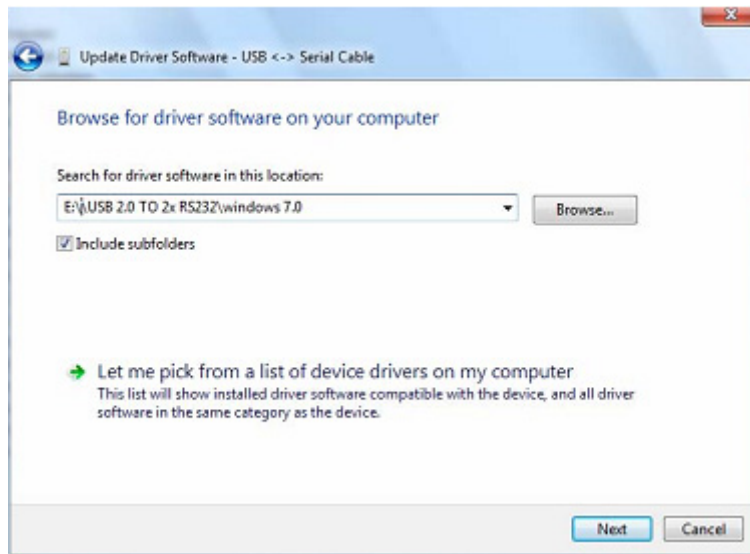 Update Driver Software - USB <-> Serial Cable
Browse for driver software on your computer
Search for driver software in this location:
USB 2.0 TO 2x RS232\windows 7.0
Browse...
Include subfolders
Let me pick from a list of device drivers on my computer
This list will show installed driver software compatible with the device, and all driver
software in the same category as the device.
Next
Cancel